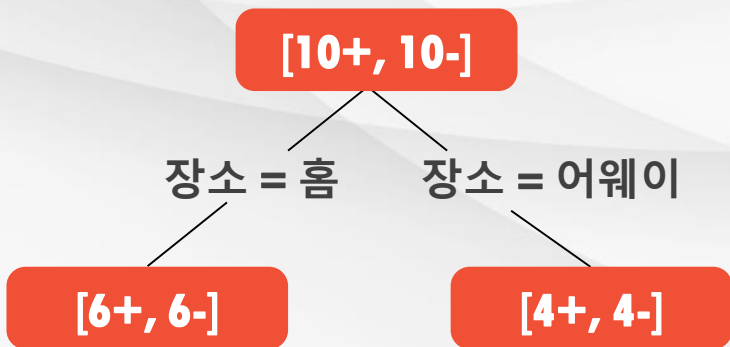 [10+, 10-]
장소 = 홈 장소 = 어웨이
[6+, 6-] [4+, 4-]